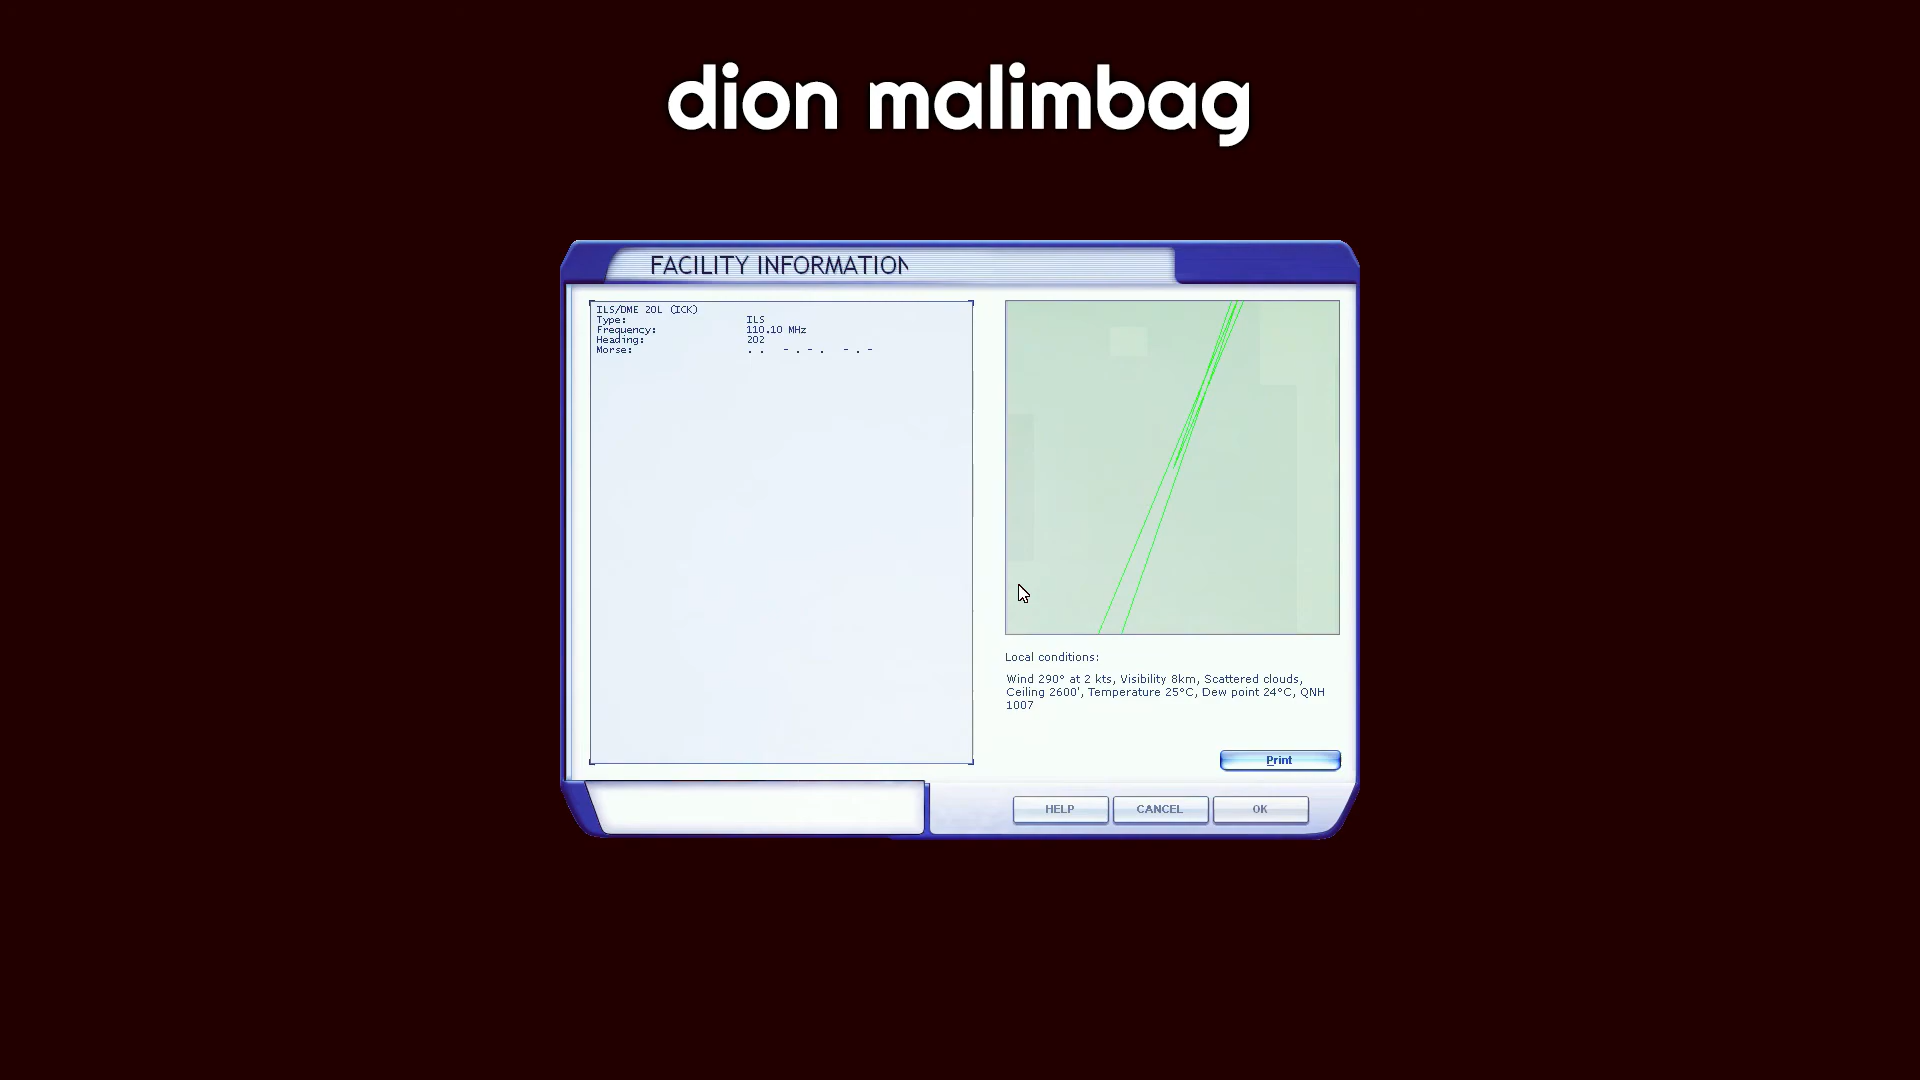 dion malimbag
FACILITY INFORMATION
ILS/DME 20L (ICK)
Type: ILS
Frequency: 110.10 MHz
Heading: 202
Morse: . . - . - . - . -
Local conditions:
Wind 290° at 2 kts, Visibility 8km, Scattered clouds,
Ceiling 2600', Temperature 25°C, Dew point 24°C, QNH
1007
Print
HELP CANCEL OK